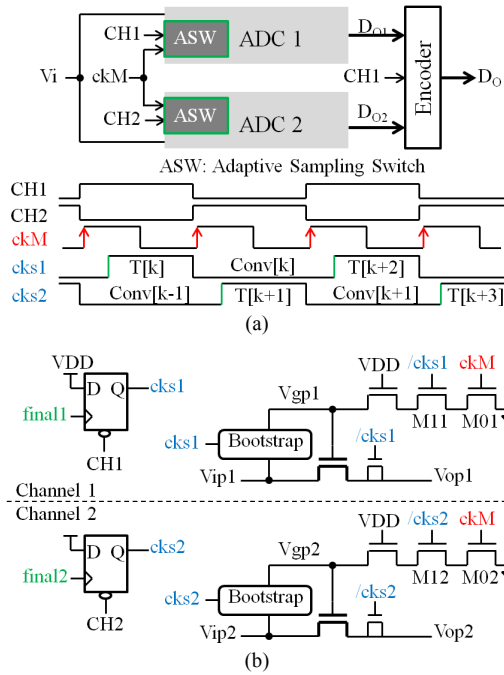 CH1 ASW ADC 1 D_O1
Vi ckM CH1 Encoder D_O
CH2 ASW ADC 2 D_O2
ASW: Adaptive Sampling Switch
CH1
CH2
ckM
cks1 T[k] Conv[k] T[k+2]
cks2 Conv[k-1] T[k+1] Conv[k+1] T[k+3]
(a)
VDD D Q cks1
final1
CH1
VDD /cks1 ckM
Vgp1 M11 M01
cks1 Bootstrap /cks1
Vip1 Vop1
Channel 1
Channel 2
D Q cks2
final2
CH2
VDD /cks2 ckM
Vgp2 M12 M02
cks2 Bootstrap /cks2
Vip2 Vop2
(b)